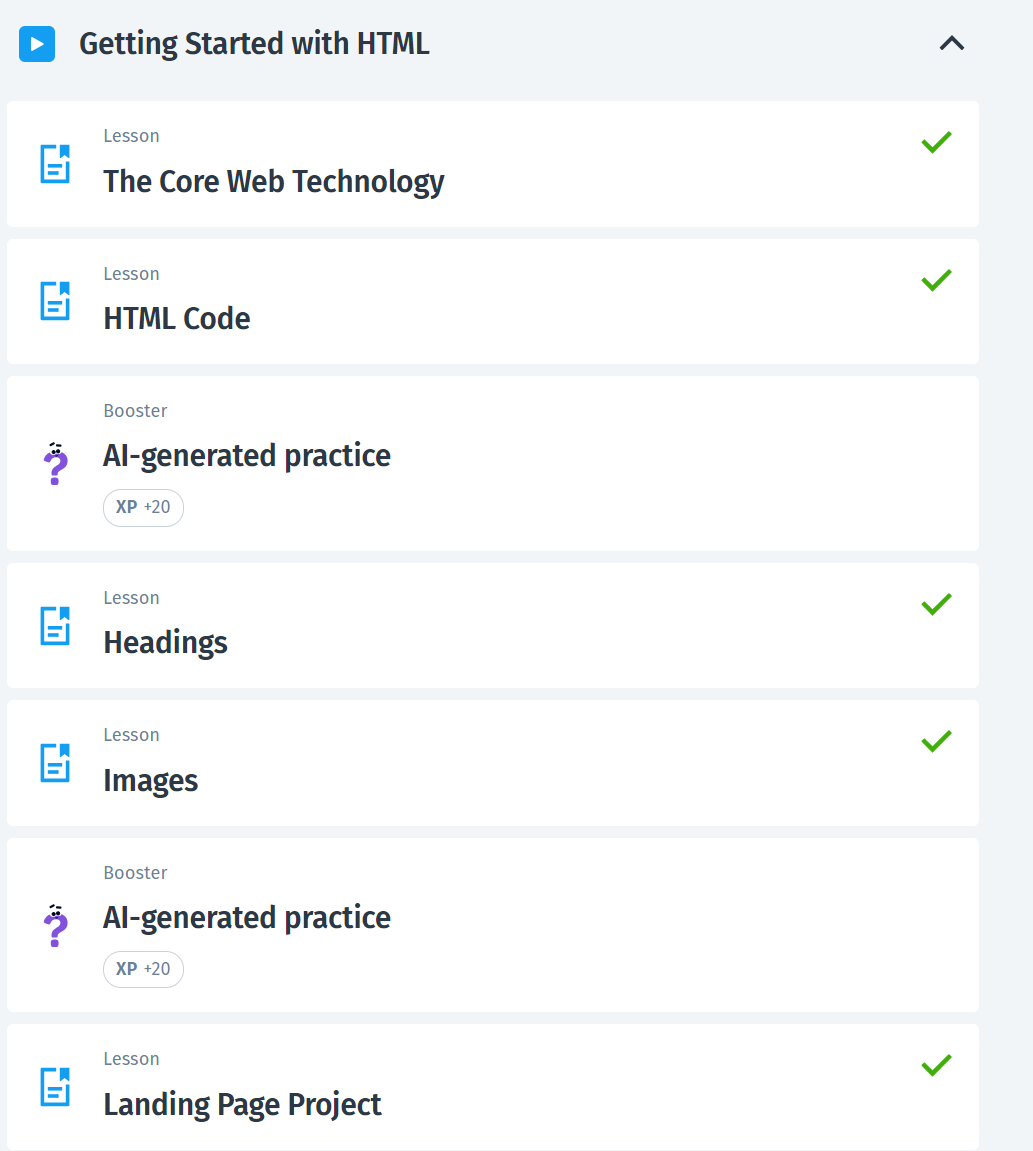 Getting Started with HTML
Lesson
The Core Web Technology
Lesson
HTML Code
Booster
AI-generated practice
XP +20
Lesson
Headings
Lesson
Images
Booster
AI-generated practice
XP +20
Lesson
Landing Page Project